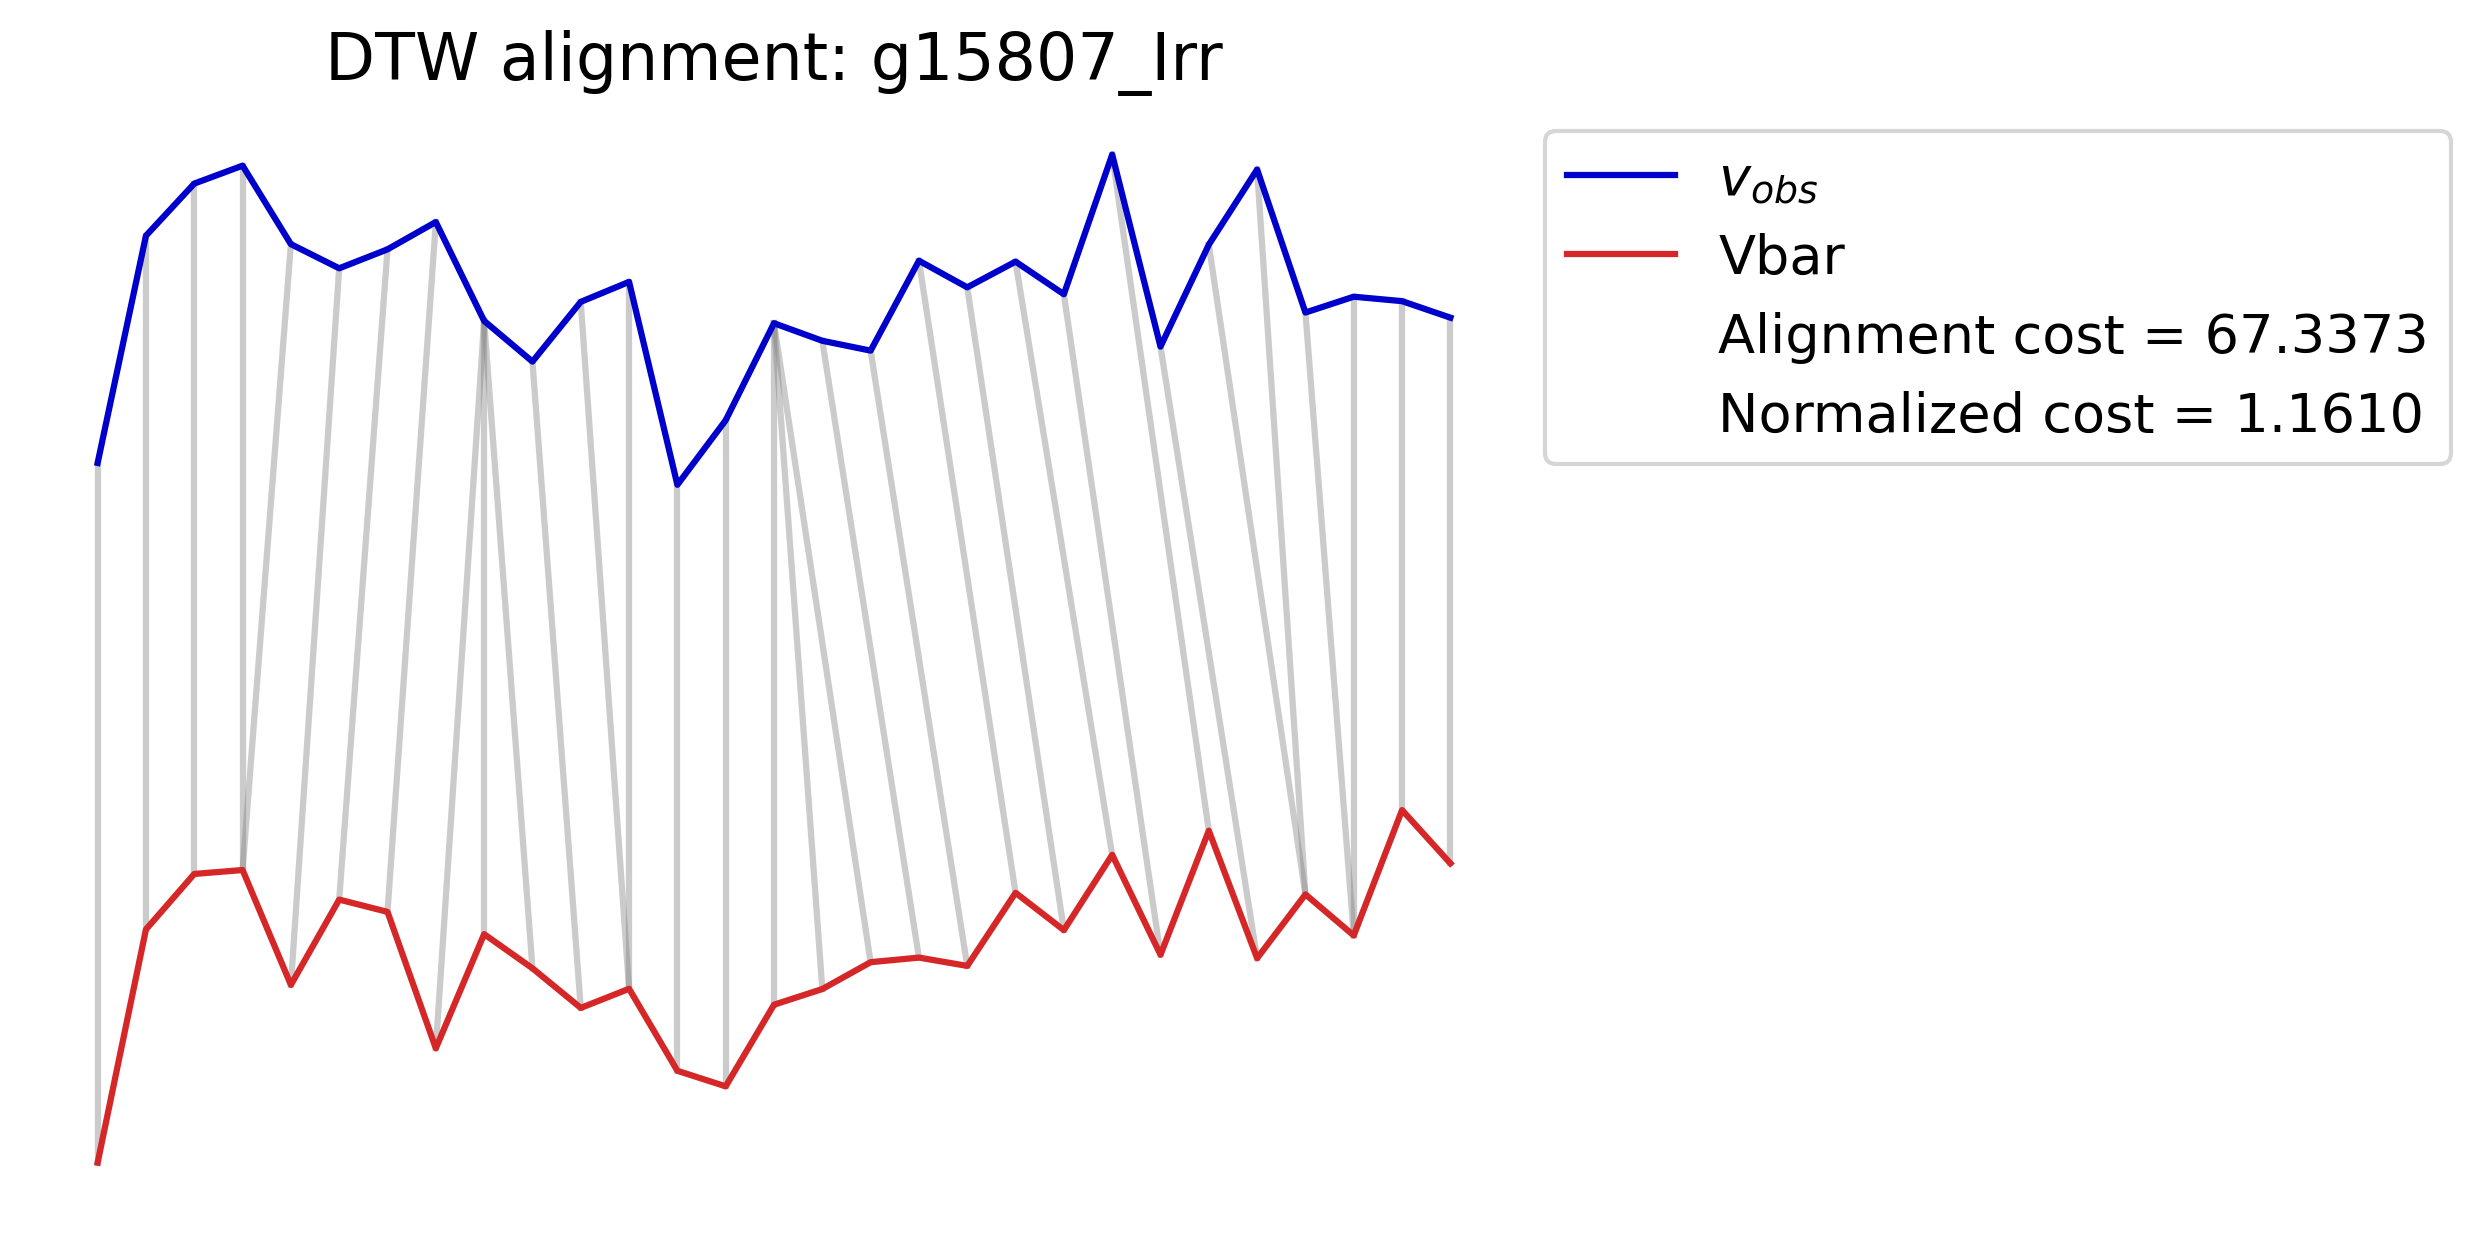 DTW alignment: g15807_Irr
v_obs
Vbar
Alignment cost = 67.3373
Normalized cost = 1.1610